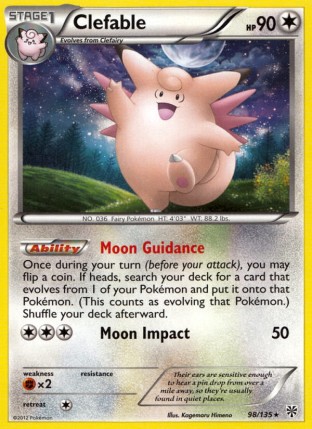 STAGE1
Clefable
HP90
Evolves from Clefairy
NO. 036 Fairy Pokémon. HT. 4'03" WT. 88.2 lbs.
Ability Moon Guidance
Once during your turn (before your attack), you may
flip a coin. If heads, search your deck for a card that
evolves from 1 of your Pokémon and put it onto that
Pokémon. (This counts as evolving that Pokémon.)
Shuffle your deck afterward.
Moon Impact 50
weakness resistance
×2
retreat
Their ears are sensitive enough
to hear a pin drop from over a
mile away, so they're usually
found in quiet places.
©2012 Pokémon
Illus. Kagemaru Himeno
98/135★